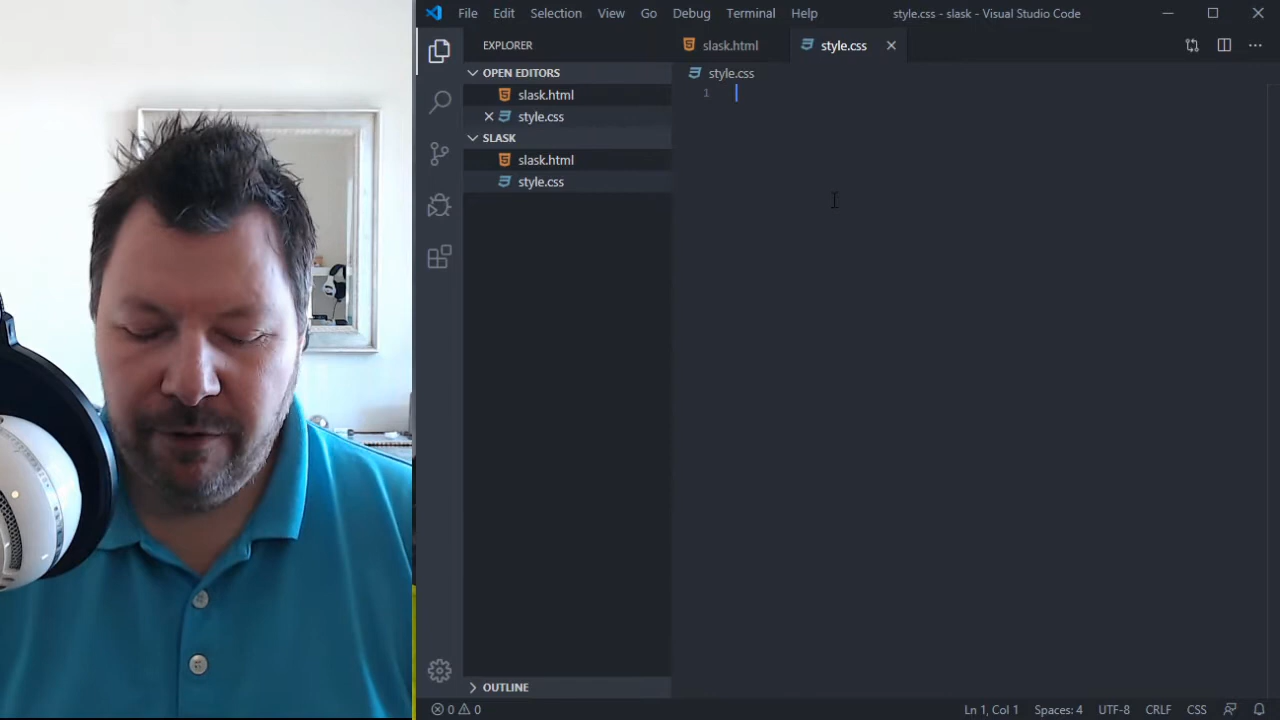 File Edit Selection View Go Debug Terminal Help style.css - slask - Visual Studio Code
EXPLORER
slask.html
style.css
OPEN EDITORS
style.css
slask.html
1
style.css
SLASK
slask.html
style.css
OUTLINE
0 0 Ln 1, Col 1 Spaces: 4 UTF-8 CRLF CSS